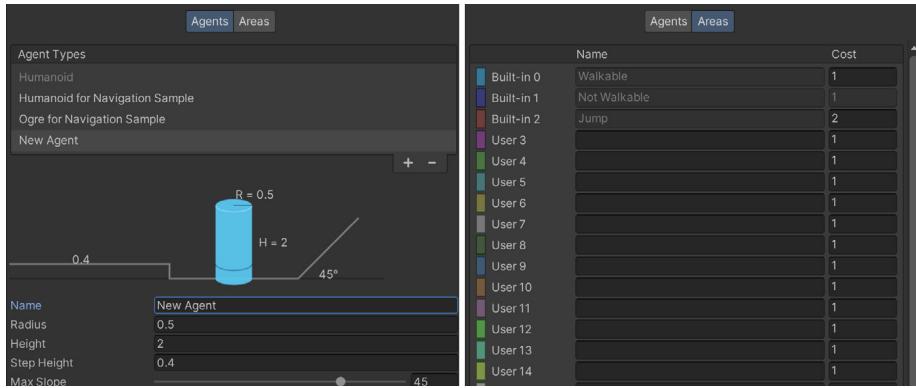 Agents Areas
Agent Types
Humanoid
Humanoid for Navigation Sample
Ogre for Navigation Sample
New Agent
+ −
R = 0.5
H = 2
0.4
45°
Name New Agent
Radius 0.5
Height 2
Step Height 0.4
Max Slope 45
Agents Areas
Name Cost
Built-in 0 Walkable 1
Built-in 1 Not Walkable 1
Built-in 2 Jump 2
User 3 1
User 4 1
User 5 1
User 6 1
User 7 1
User 8 1
User 9 1
User 10 1
User 11 1
User 12 1
User 13 1
User 14 1